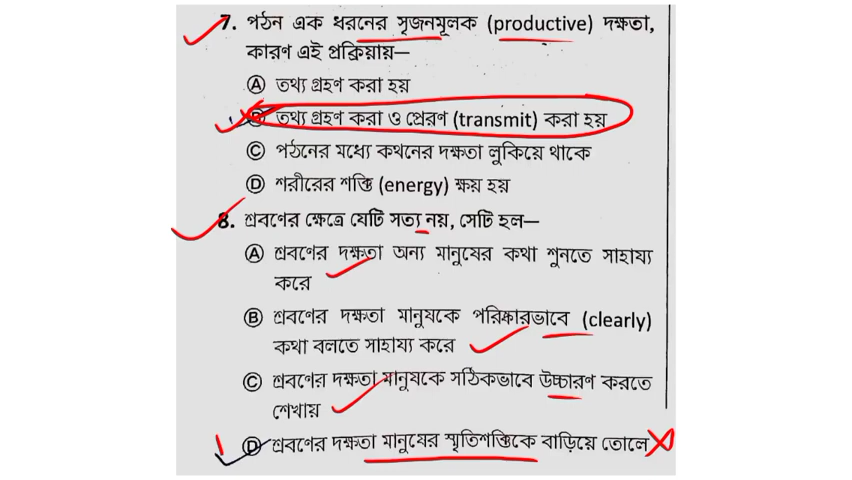 7. পঠন এক ধরনের সৃজনমূলক (productive) দক্ষতা,
কারণ এই প্রক্রিয়ায়—
Ⓐ তথ্য গ্রহণ করা হয়
Ⓑ তথ্য গ্রহণ করা ও প্রেরণ (transmit) করা হয়
Ⓒ পঠনের মধ্যে কথনের দক্ষতা লুকিয়ে থাকে
Ⓓ শরীরের শক্তি (energy) ক্ষয় হয়
8. শ্রবণের ক্ষেত্রে যেটি সত্য নয়, সেটি হল—
Ⓐ শ্রবণের দক্ষতা অন্য মানুষের কথা শুনতে সাহায্য
করে
Ⓑ শ্রবণের দক্ষতা মানুষকে পরিষ্কারভাবে (clearly)
কথা বলতে সাহায্য করে
Ⓒ শ্রবণের দক্ষতা মানুষকে সঠিকভাবে উচ্চারণ করতে
শেখায়
Ⓓ শ্রবণের দক্ষতা মানুষের স্মৃতিশক্তিকে বাড়িয়ে তোলে